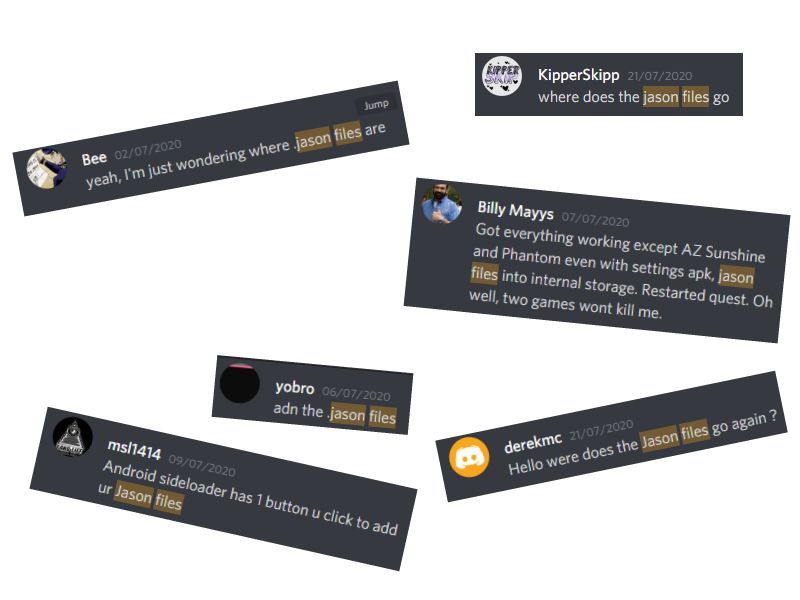 KIPPER
SKIP
KipperSkipp 21/07/2020
where does the jason files go
Jump
Bee 02/07/2020
yeah, I'm just wondering where .jason files are
Billy Mayys 07/07/2020
Got everything working except AZ Sunshine
and Phantom even with settings apk, jason
files into internal storage. Restarted quest. Oh
well, two games wont kill me.
yobro 06/07/2020
adn the .jason files
msl1414 09/07/2020
Android sideloader has 1 button u click to add
ur Jason files
derekmc 21/07/2020
Hello were does the Jason files go again ?